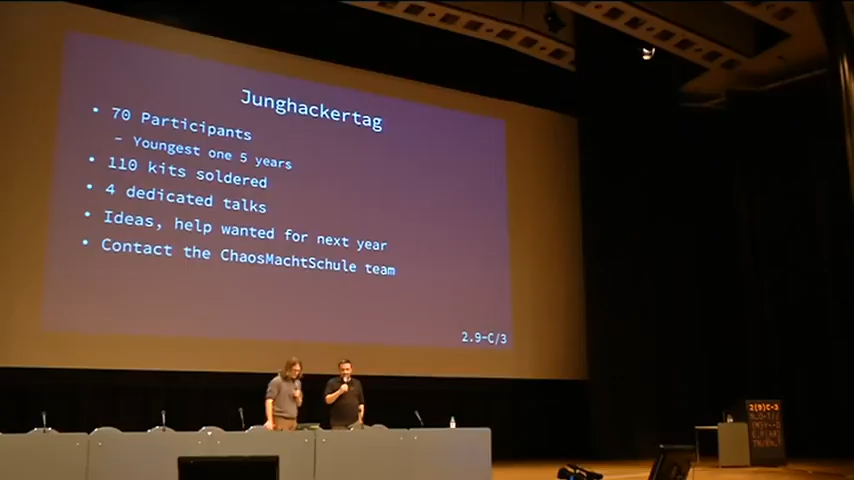 Junghackertag
• 70 Participants
– Youngest one 5 years
• 110 kits soldered
• 4 dedicated talks
• Ideas, help wanted for next year
• Contact the ChaosMachtSchule team
2.9-C/3